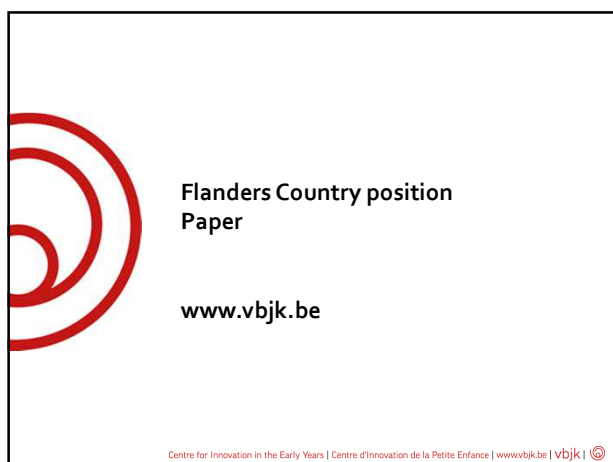 Flanders Country position
Paper
www.vbjk.be
Centre for Innovation in the Early Years | Centre d'Innovation de la Petite Enfance | www.vbjk.be | vbjk |